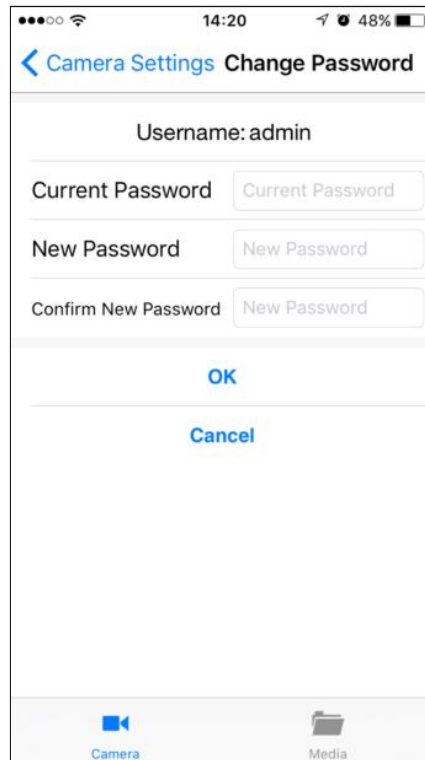 14:20 48%
Camera Settings Change Password
Username: admin
Current Password Current Password
New Password New Password
Confirm New Password New Password
OK
Cancel
Camera Media